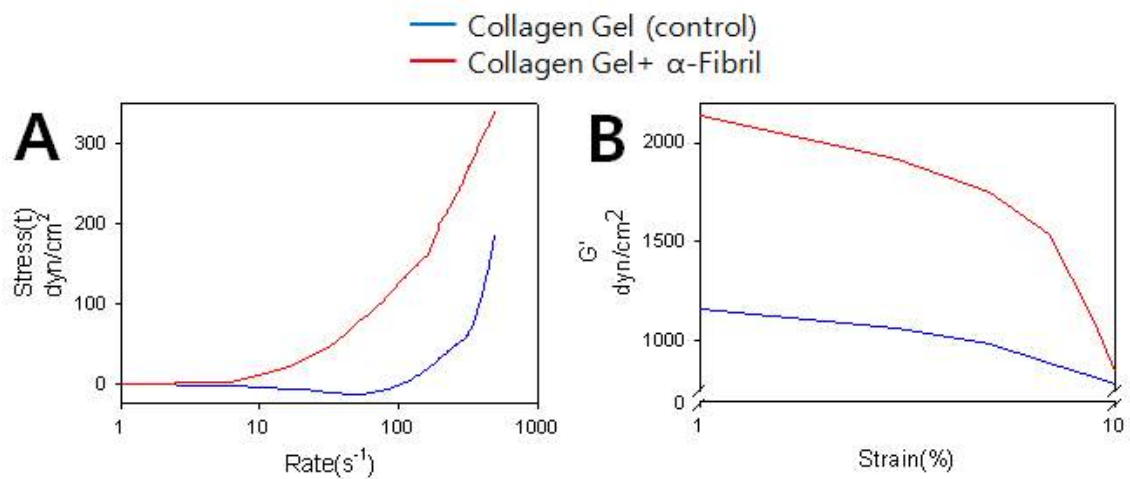 Collagen Gel (control)
Collagen Gel+ α-Fibril
A
300
200
100
0
Stress(t)
dyn/cm2
1
10
100
1000
Rate(s-1)
B
2000
1500
1000
0
G'
dyn/cm2
1
10
Strain(%)